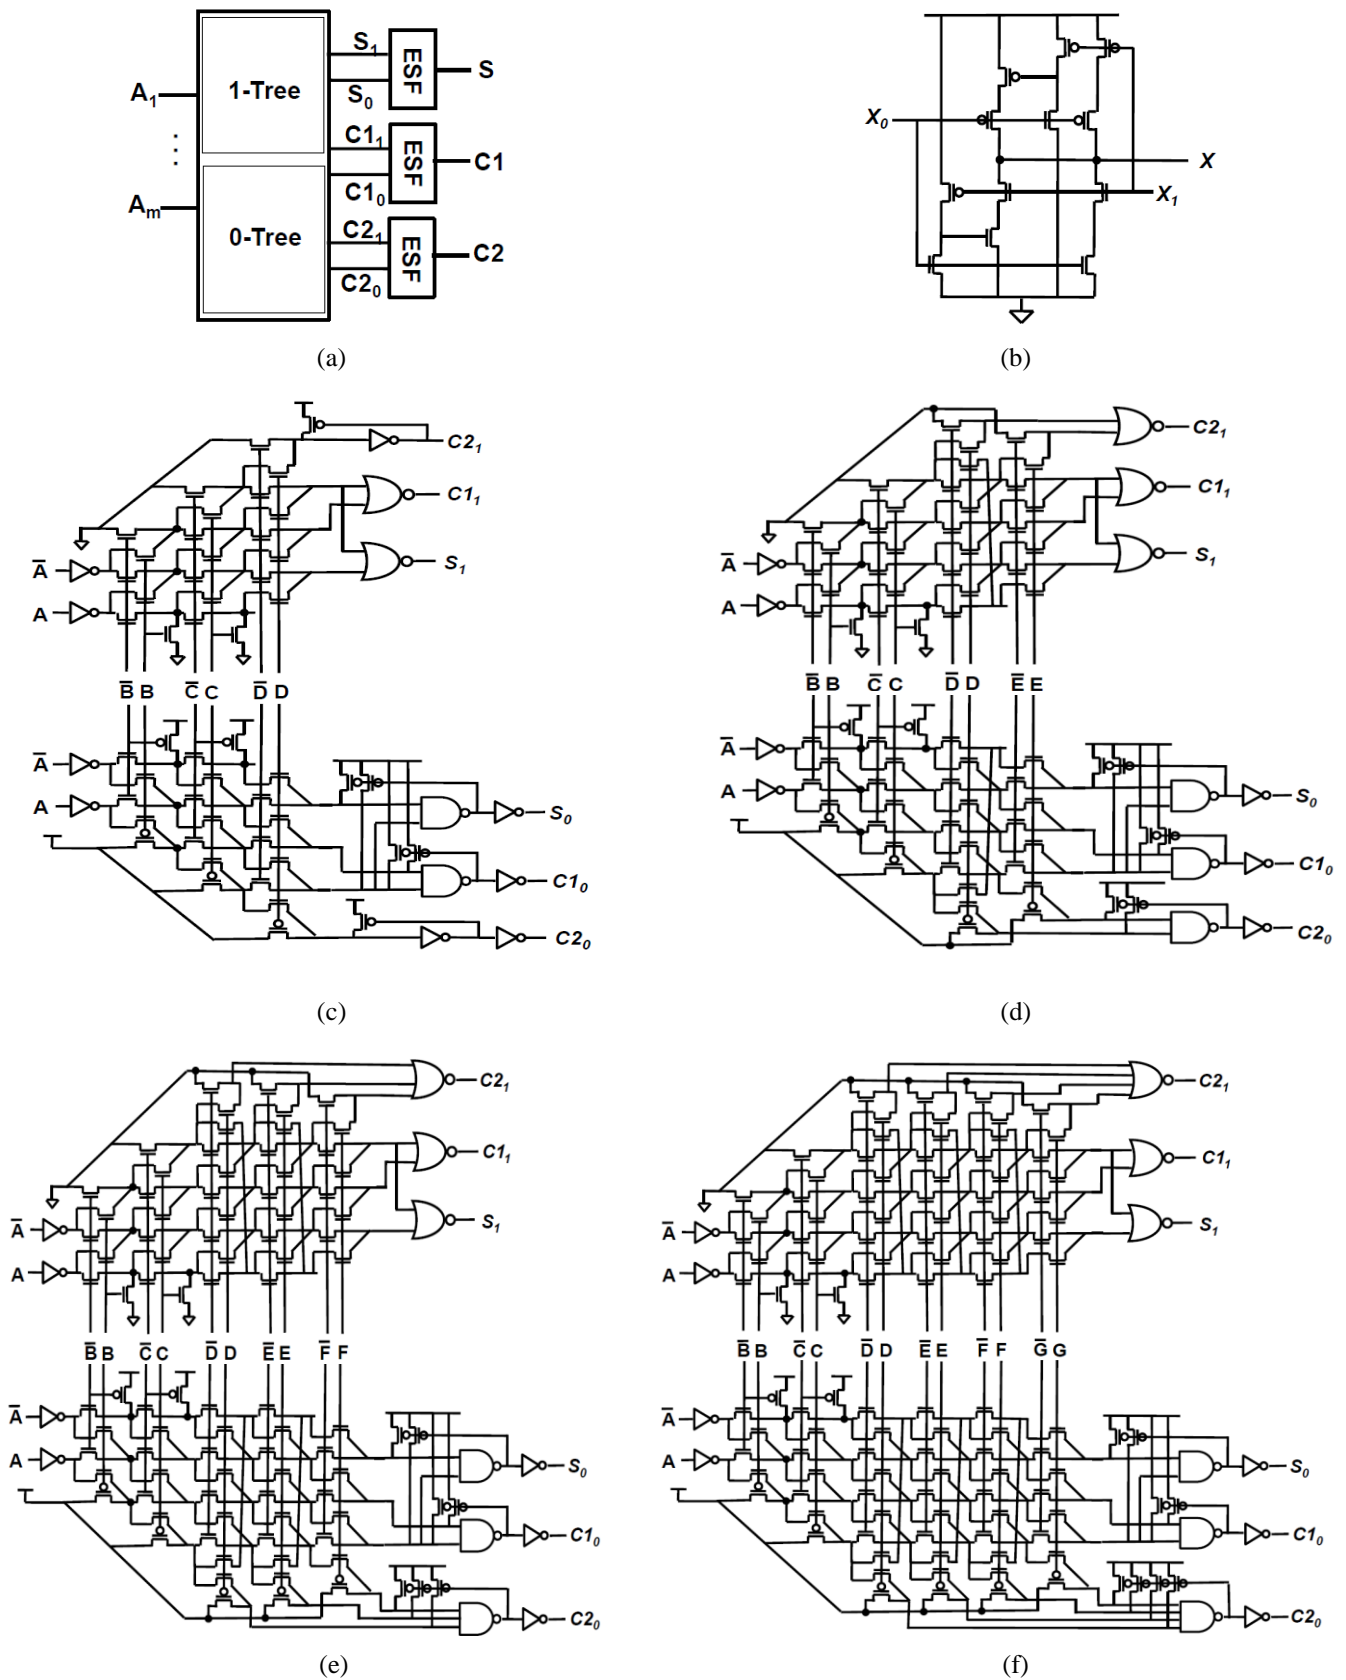 1-Tree
0-Tree
A₁
⋮
Aₘ
S₁
S₀
C1₁
C1₀
C2₁
C2₀
ESF
ESF
ESF
S
C1
C2
(a)
X₀
X
X₁
(b)
C2₁
C1₁
S₁
A̅
A
B̅ B C̅ C D̅ D
A̅
A
S₀
C1₀
C2₀
(c)
C2₁
C1₁
S₁
A̅
A
B̅ B C̅ C D̅ D E̅ E
A̅
A
S₀
C1₀
C2₀
(d)
C2₁
C1₁
S₁
A̅
A
B̅ B C̅ C D̅ D E̅ E F̅ F
A̅
A
S₀
C1₀
C2₀
(e)
C2₁
C1₁
S₁
A̅
A
B̅ B C̅ C D̅ D E̅ E F̅ F G̅ G
A̅
A
S₀
C1₀
C2₀
(f)